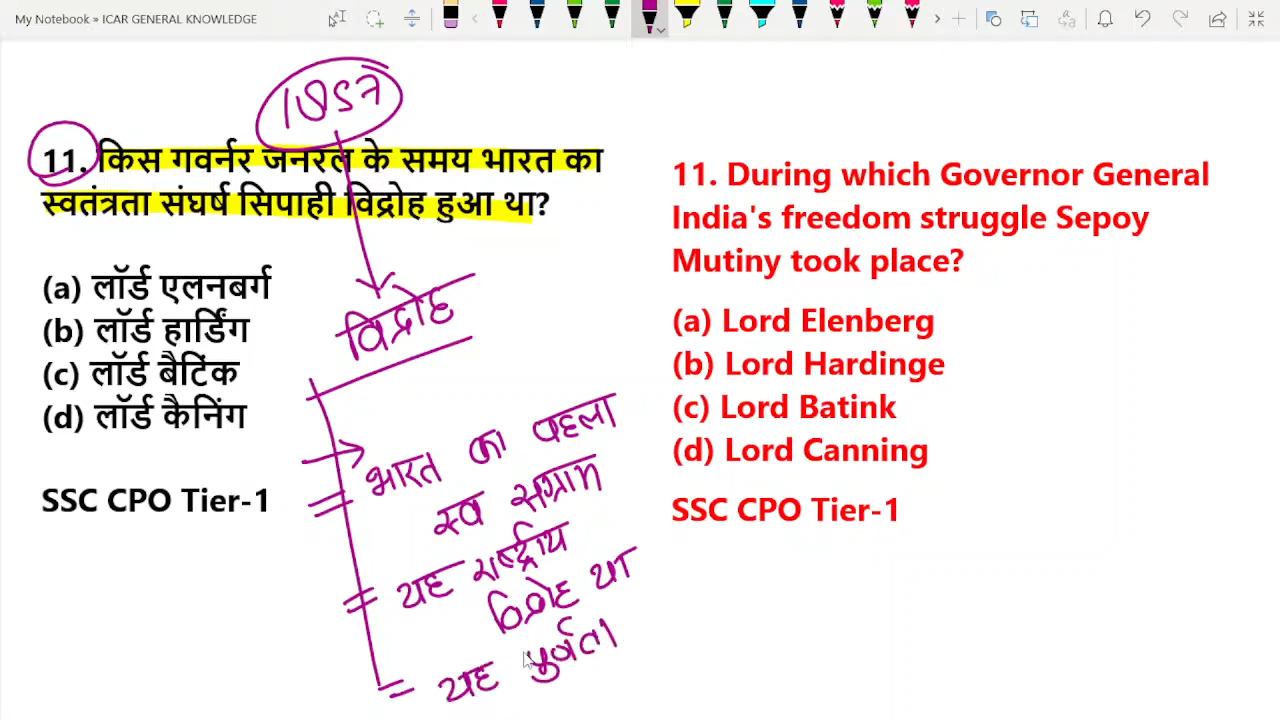 My Notebook » ICAR GENERAL KNOWLEDGE
1857
11. किस गवर्नर जनरल के समय भारत का
स्वतंत्रता संघर्ष सिपाही विद्रोह हुआ था?
(a) लॉर्ड एलनबर्ग
(b) लॉर्ड हार्डिंग
(c) लॉर्ड बैटिंक
(d) लॉर्ड कैनिंग
SSC CPO Tier-1
विद्रोह
भारत का पहला
स्व संग्राम
यह राष्ट्रीय
विद्रोह था
यह पुर्वता
11. During which Governor General
India's freedom struggle Sepoy
Mutiny took place?
(a) Lord Elenberg
(b) Lord Hardinge
(c) Lord Batink
(d) Lord Canning
SSC CPO Tier-1